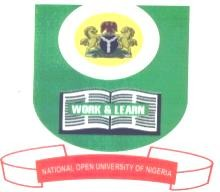 WORK & LEARN
NATIONAL OPEN UNIVERSITY OF NIGERIA